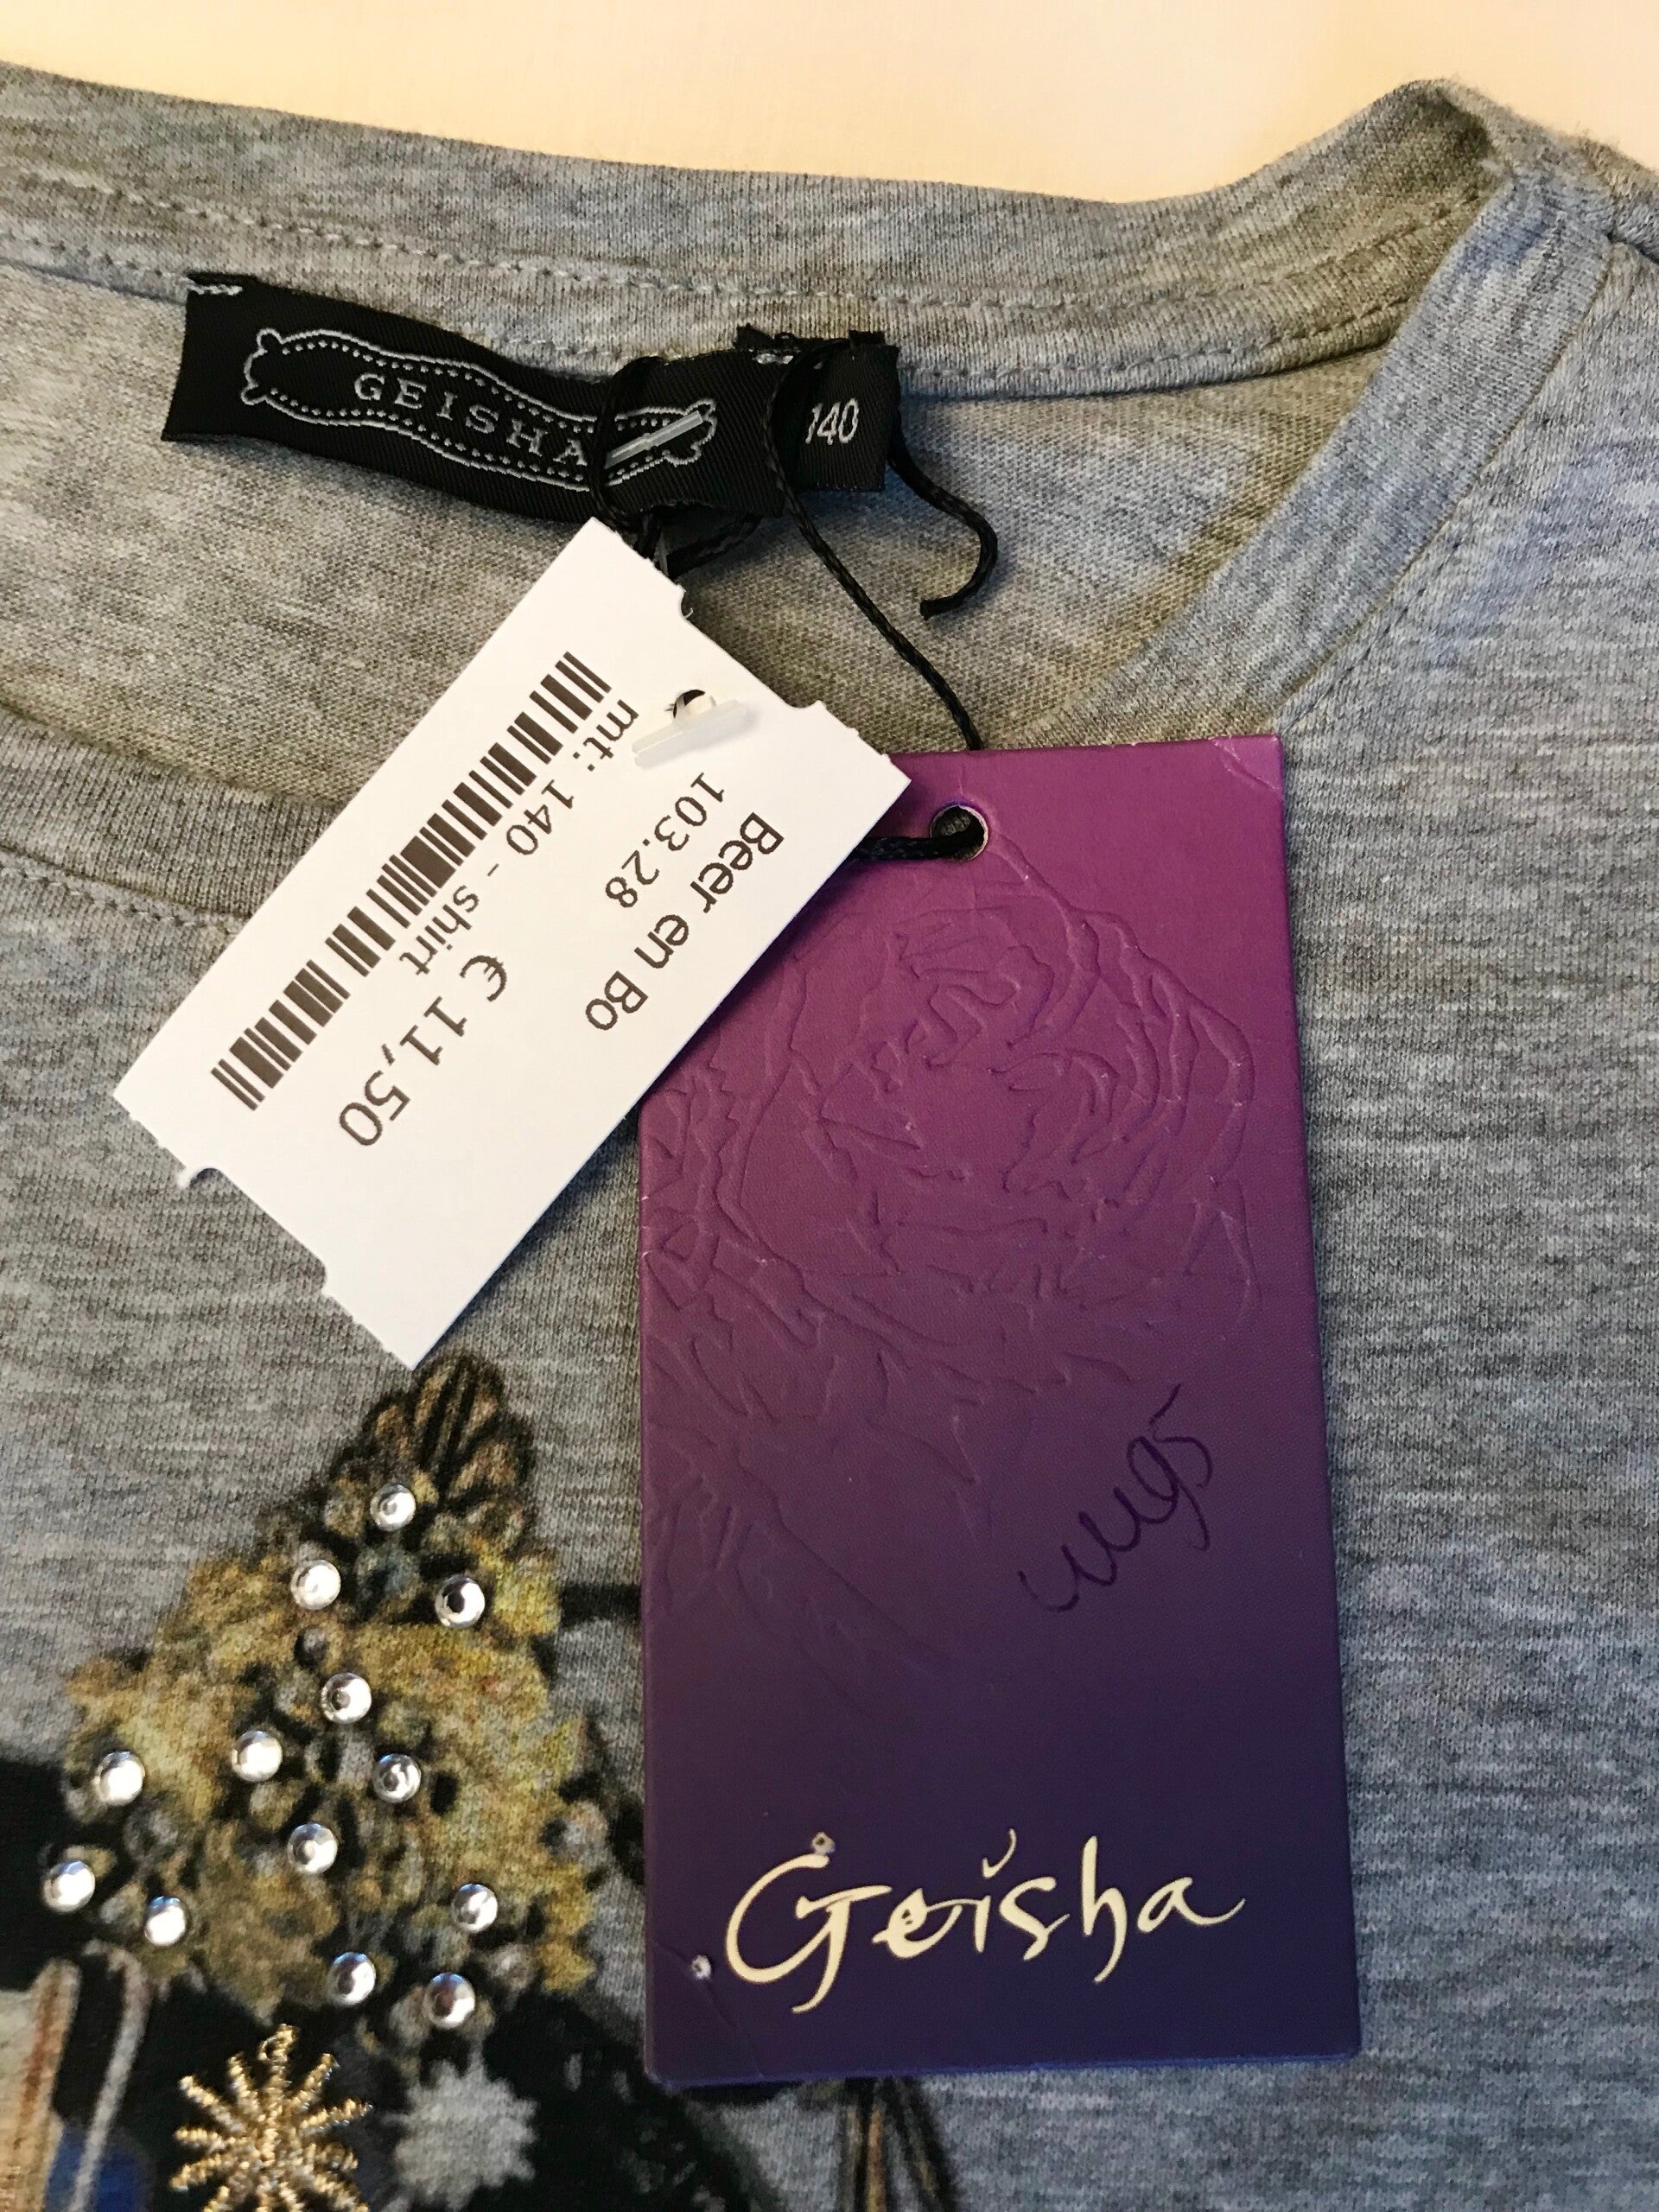 GEISHA
140
Beer en Bo
103.28
mt: 140 - shirt
€ 11,50
Geisha